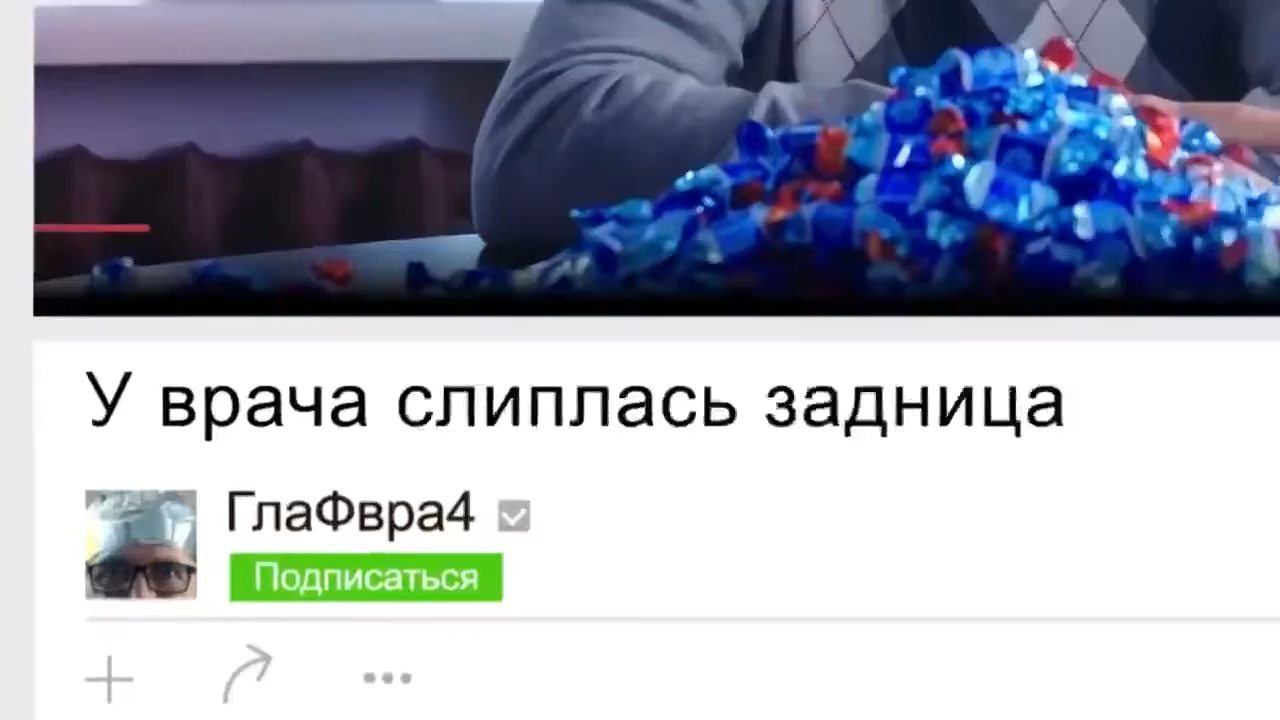 У врача слиплась задница
ГлаФвра4
Подписаться